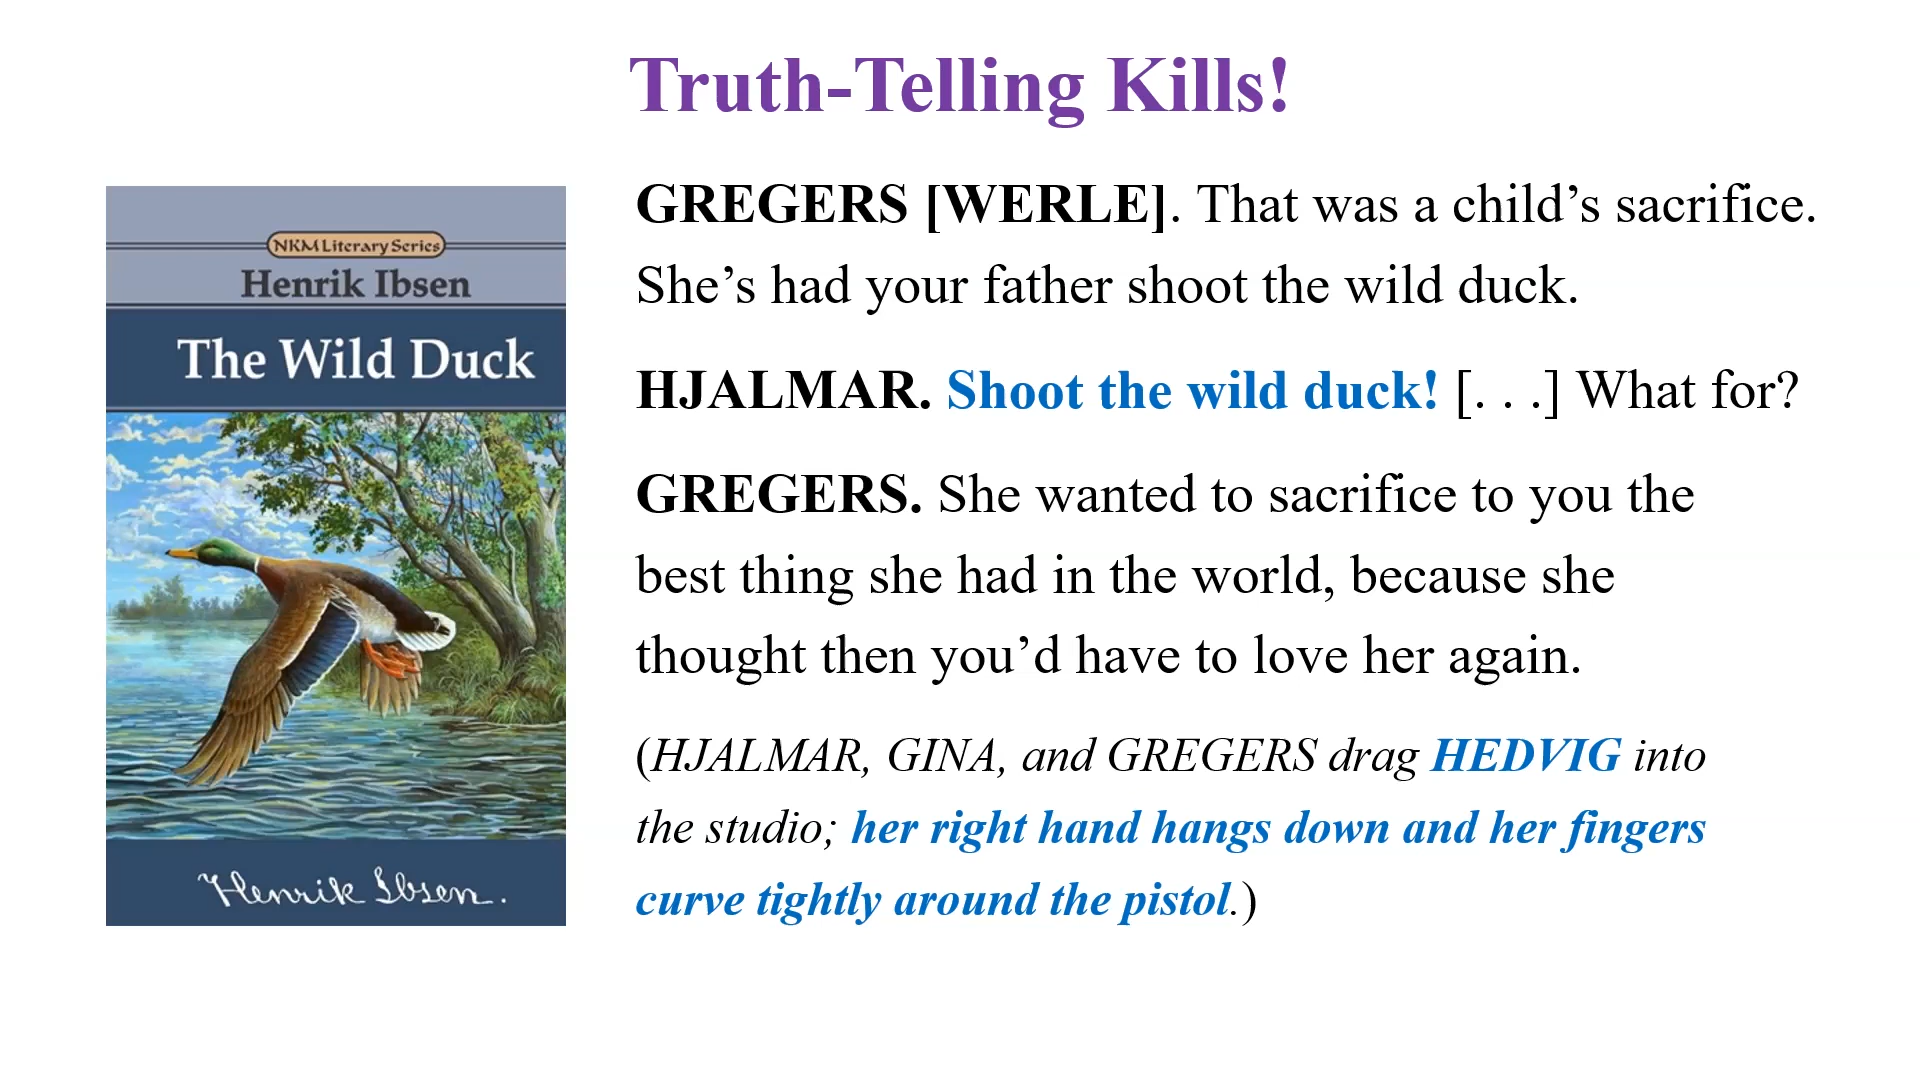 Truth-Telling Kills!
NKM Literary Series
Henrik Ibsen
The Wild Duck
Henrik Ibsen.
GREGERS [WERLE]. That was a child’s sacrifice.
She’s had your father shoot the wild duck.
HJALMAR. Shoot the wild duck! [. . .] What for?
GREGERS. She wanted to sacrifice to you the
best thing she had in the world, because she
thought then you’d have to love her again.
(HJALMAR, GINA, and GREGERS drag HEDVIG into
the studio; her right hand hangs down and her fingers
curve tightly around the pistol.)